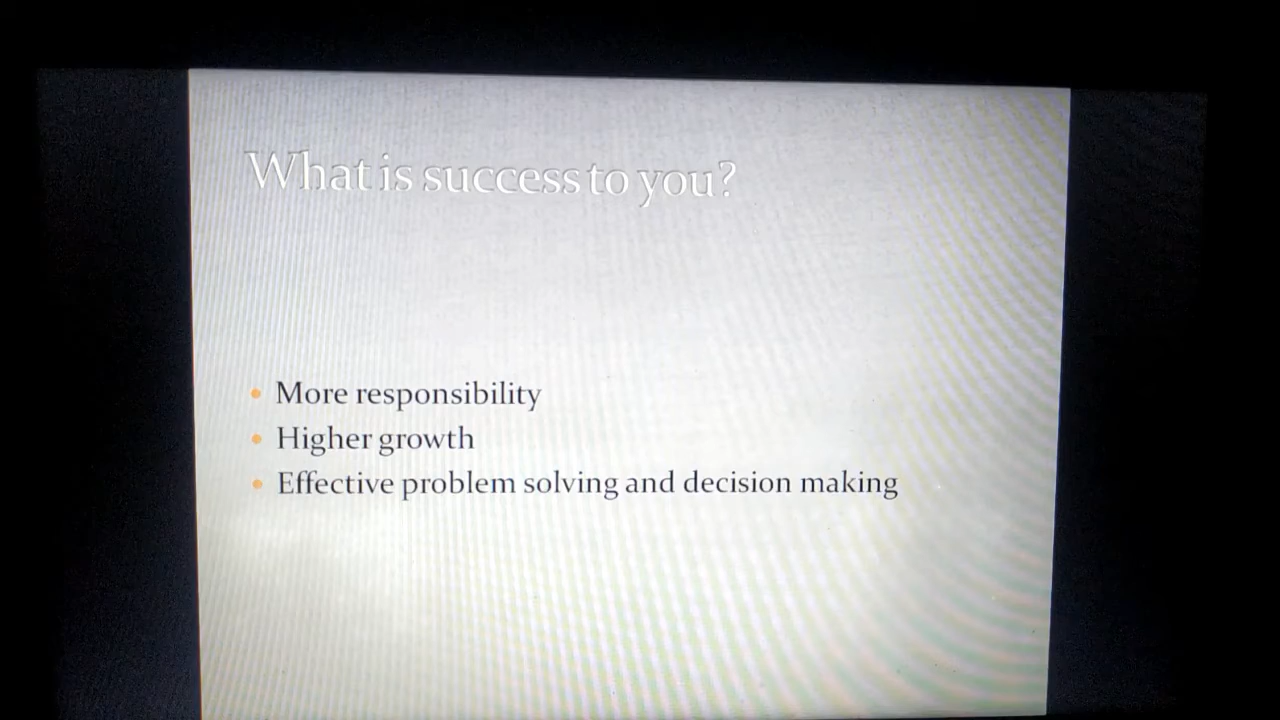 What is success to you?
More responsibility
Higher growth
Effective problem solving and decision making